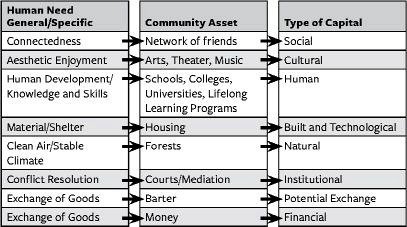 Human Need
General/Specific
Community Asset
Type of Capital
Connectedness
Network of friends
Social
Aesthetic Enjoyment
Arts, Theater, Music
Cultural
Human Development/
Knowledge and Skills
Schools, Colleges,
Universities, Lifelong
Learning Programs
Human
Material/Shelter
Housing
Built and Technological
Clean Air/Stable
Climate
Forests
Natural
Conflict Resolution
Courts/Mediation
Institutional
Exchange of Goods
Barter
Potential Exchange
Exchange of Goods
Money
Financial